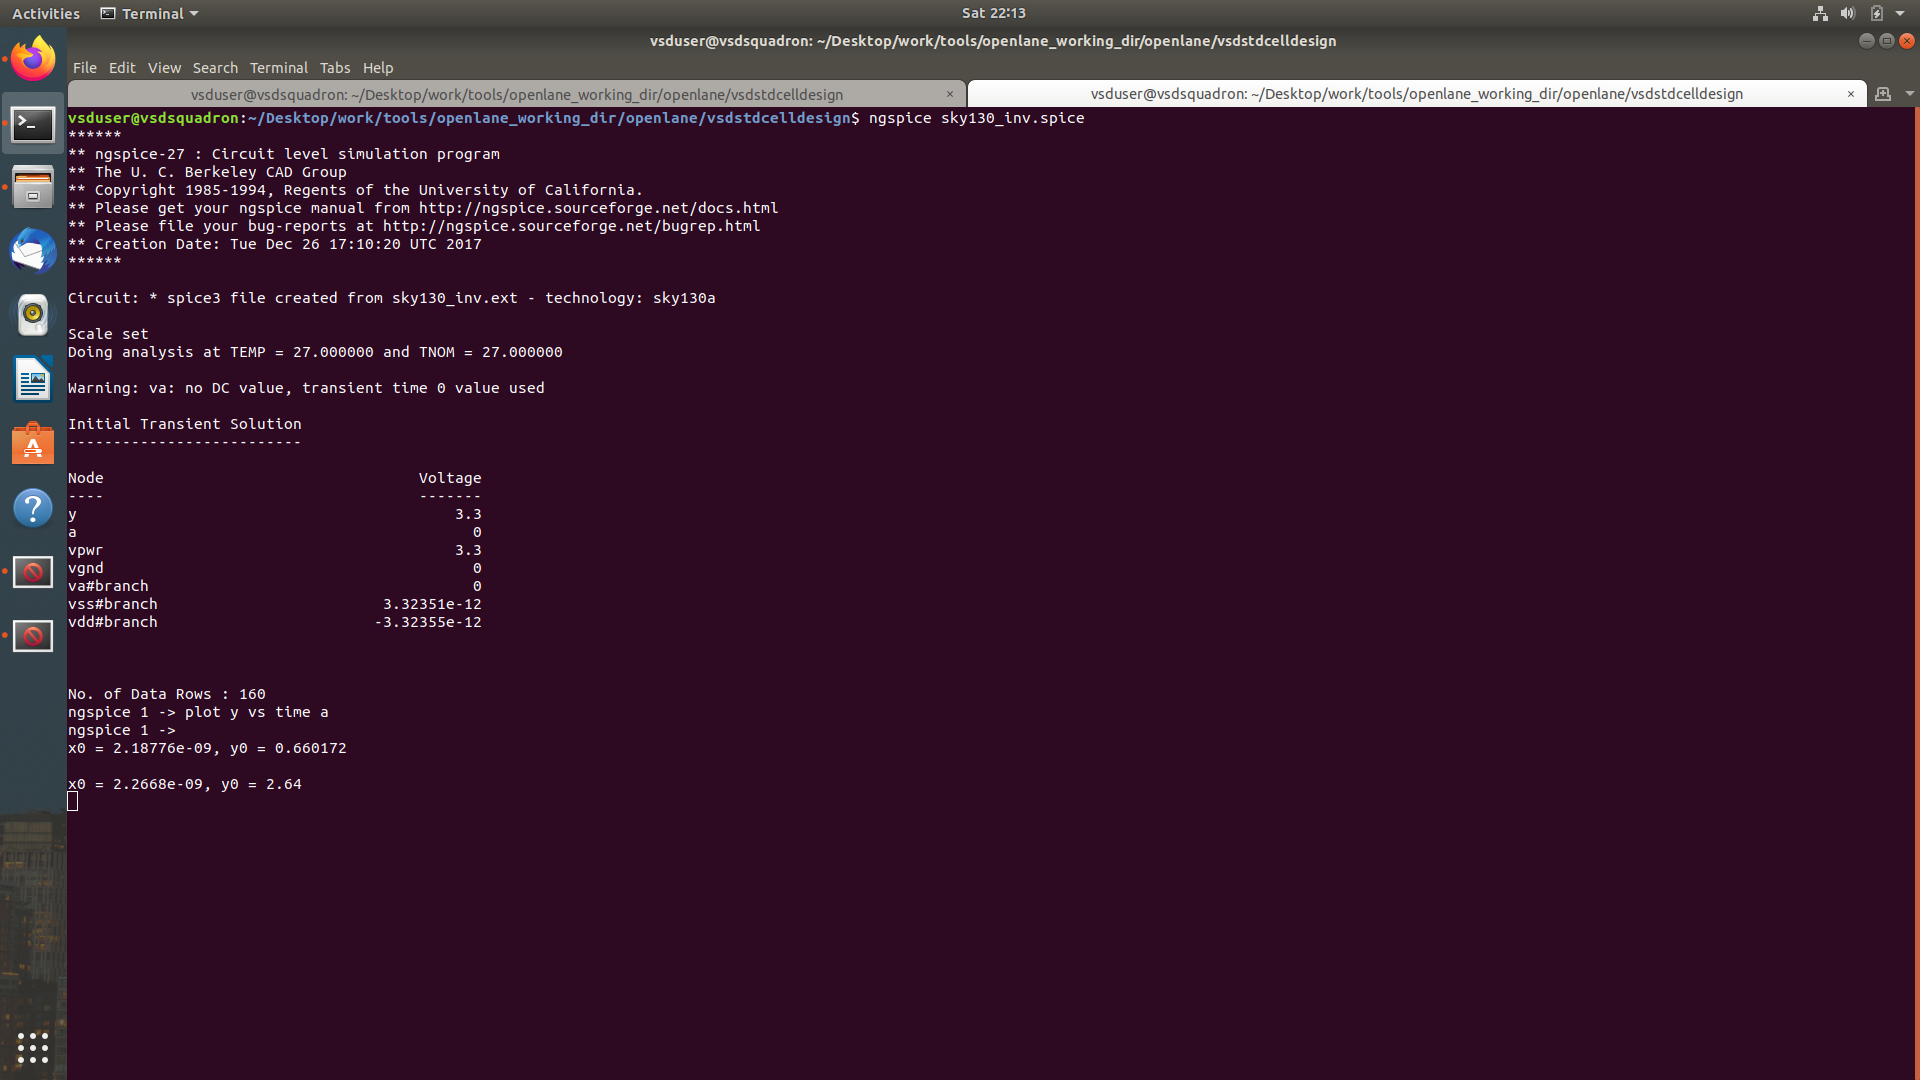 Activities Terminal Sat 22:13
vsduser@vsdsquadron: ~/Desktop/work/tools/openlane_working_dir/openlane/vsdstdcelldesign
File Edit View Search Terminal Tabs Help
vsduser@vsdsquadron: ~/Desktop/work/tools/openlane_working_dir/openlane/vsdstdcelldesign × vsduser@vsdsquadron: ~/Desktop/work/tools/openlane_working_dir/openlane/vsdstdcelldesign ×
vsduser@vsdsquadron:~/Desktop/work/tools/openlane_working_dir/openlane/vsdstdcelldesign$ ngspice sky130_inv.spice
******
** ngspice-27 : Circuit level simulation program
** The U. C. Berkeley CAD Group
** Copyright 1985-1994, Regents of the University of California.
** Please get your ngspice manual from http://ngspice.sourceforge.net/docs.html
** Please file your bug-reports at http://ngspice.sourceforge.net/bugrep.html
** Creation Date: Tue Dec 26 17:10:20 UTC 2017
******
Circuit: * spice3 file created from sky130_inv.ext - technology: sky130a
Scale set
Doing analysis at TEMP = 27.000000 and TNOM = 27.000000
Warning: va: no DC value, transient time 0 value used
Initial Transient Solution
--------------------------
Node Voltage
---- -------
y 3.3
a 0
vpwr 3.3
vgnd 0
va#branch 0
vss#branch 3.32351e-12
vdd#branch -3.32355e-12
No. of Data Rows : 160
ngspice 1 -> plot y vs time a
ngspice 1 ->
x0 = 2.18776e-09, y0 = 0.660172
x0 = 2.2668e-09, y0 = 2.64